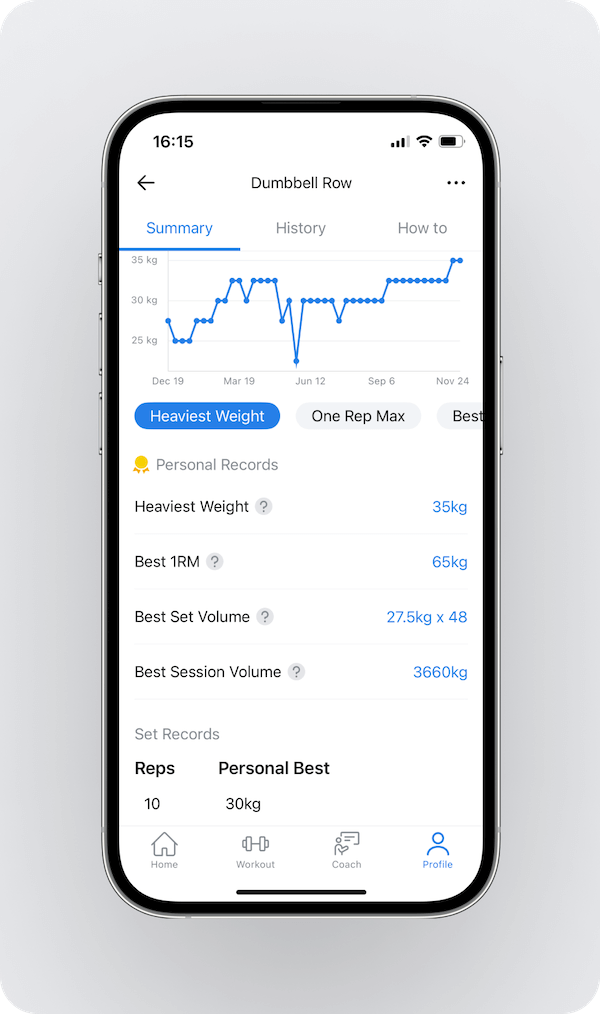 16:15
Dumbbell Row
Summary History How to
35 kg
30 kg
25 kg
Dec 19 Mar 19 Jun 12 Sep 6 Nov 24
Heaviest Weight One Rep Max Best
Personal Records
Heaviest Weight ? 35kg
Best 1RM ? 65kg
Best Set Volume ? 27.5kg x 48
Best Session Volume ? 3660kg
Set Records
Reps Personal Best
10 30kg
Home Workout Coach Profile